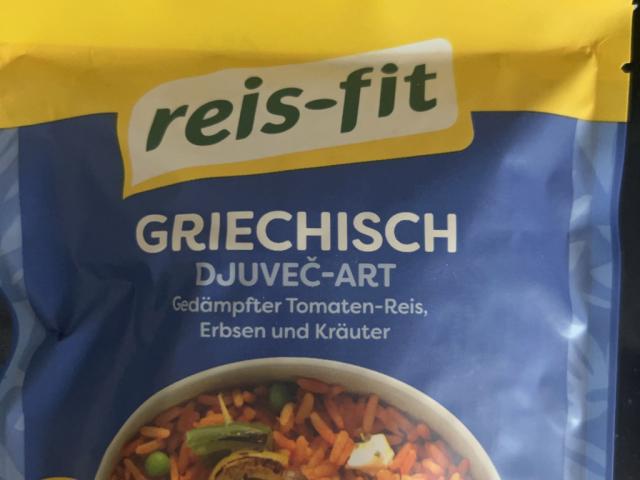 reis-fit
GRIECHISCH
DJUVEČ-ART
Gedämpfter Tomaten-Reis,
Erbsen und Kräuter